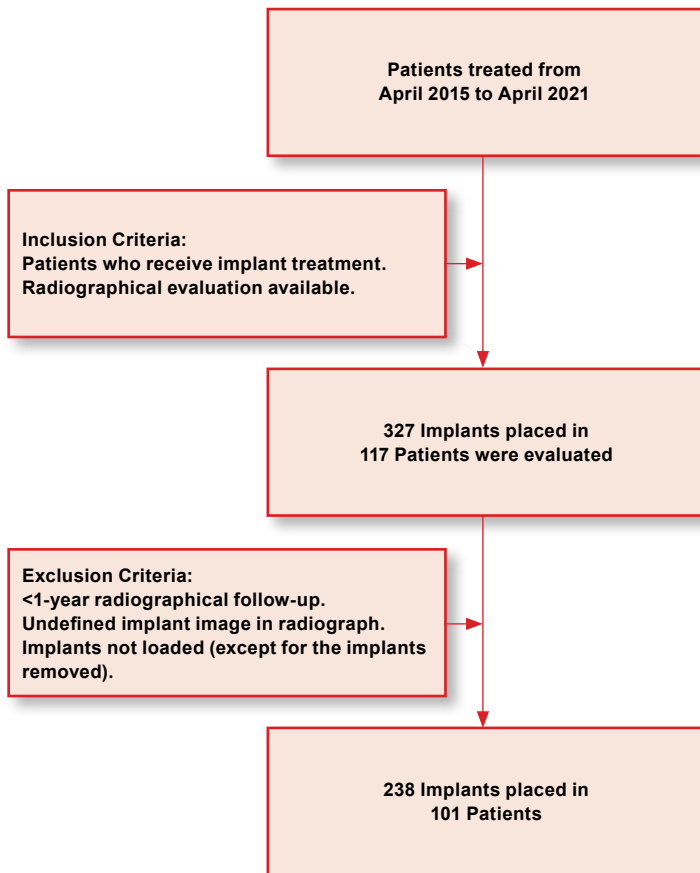 Patients treated from
April 2015 to April 2021
Inclusion Criteria:
Patients who receive implant treatment.
Radiographical evaluation available.
327 Implants placed in
117 Patients were evaluated
Exclusion Criteria:
<1-year radiographical follow-up.
Undefined implant image in radiograph.
Implants not loaded (except for the implants
removed).
238 Implants placed in
101 Patients